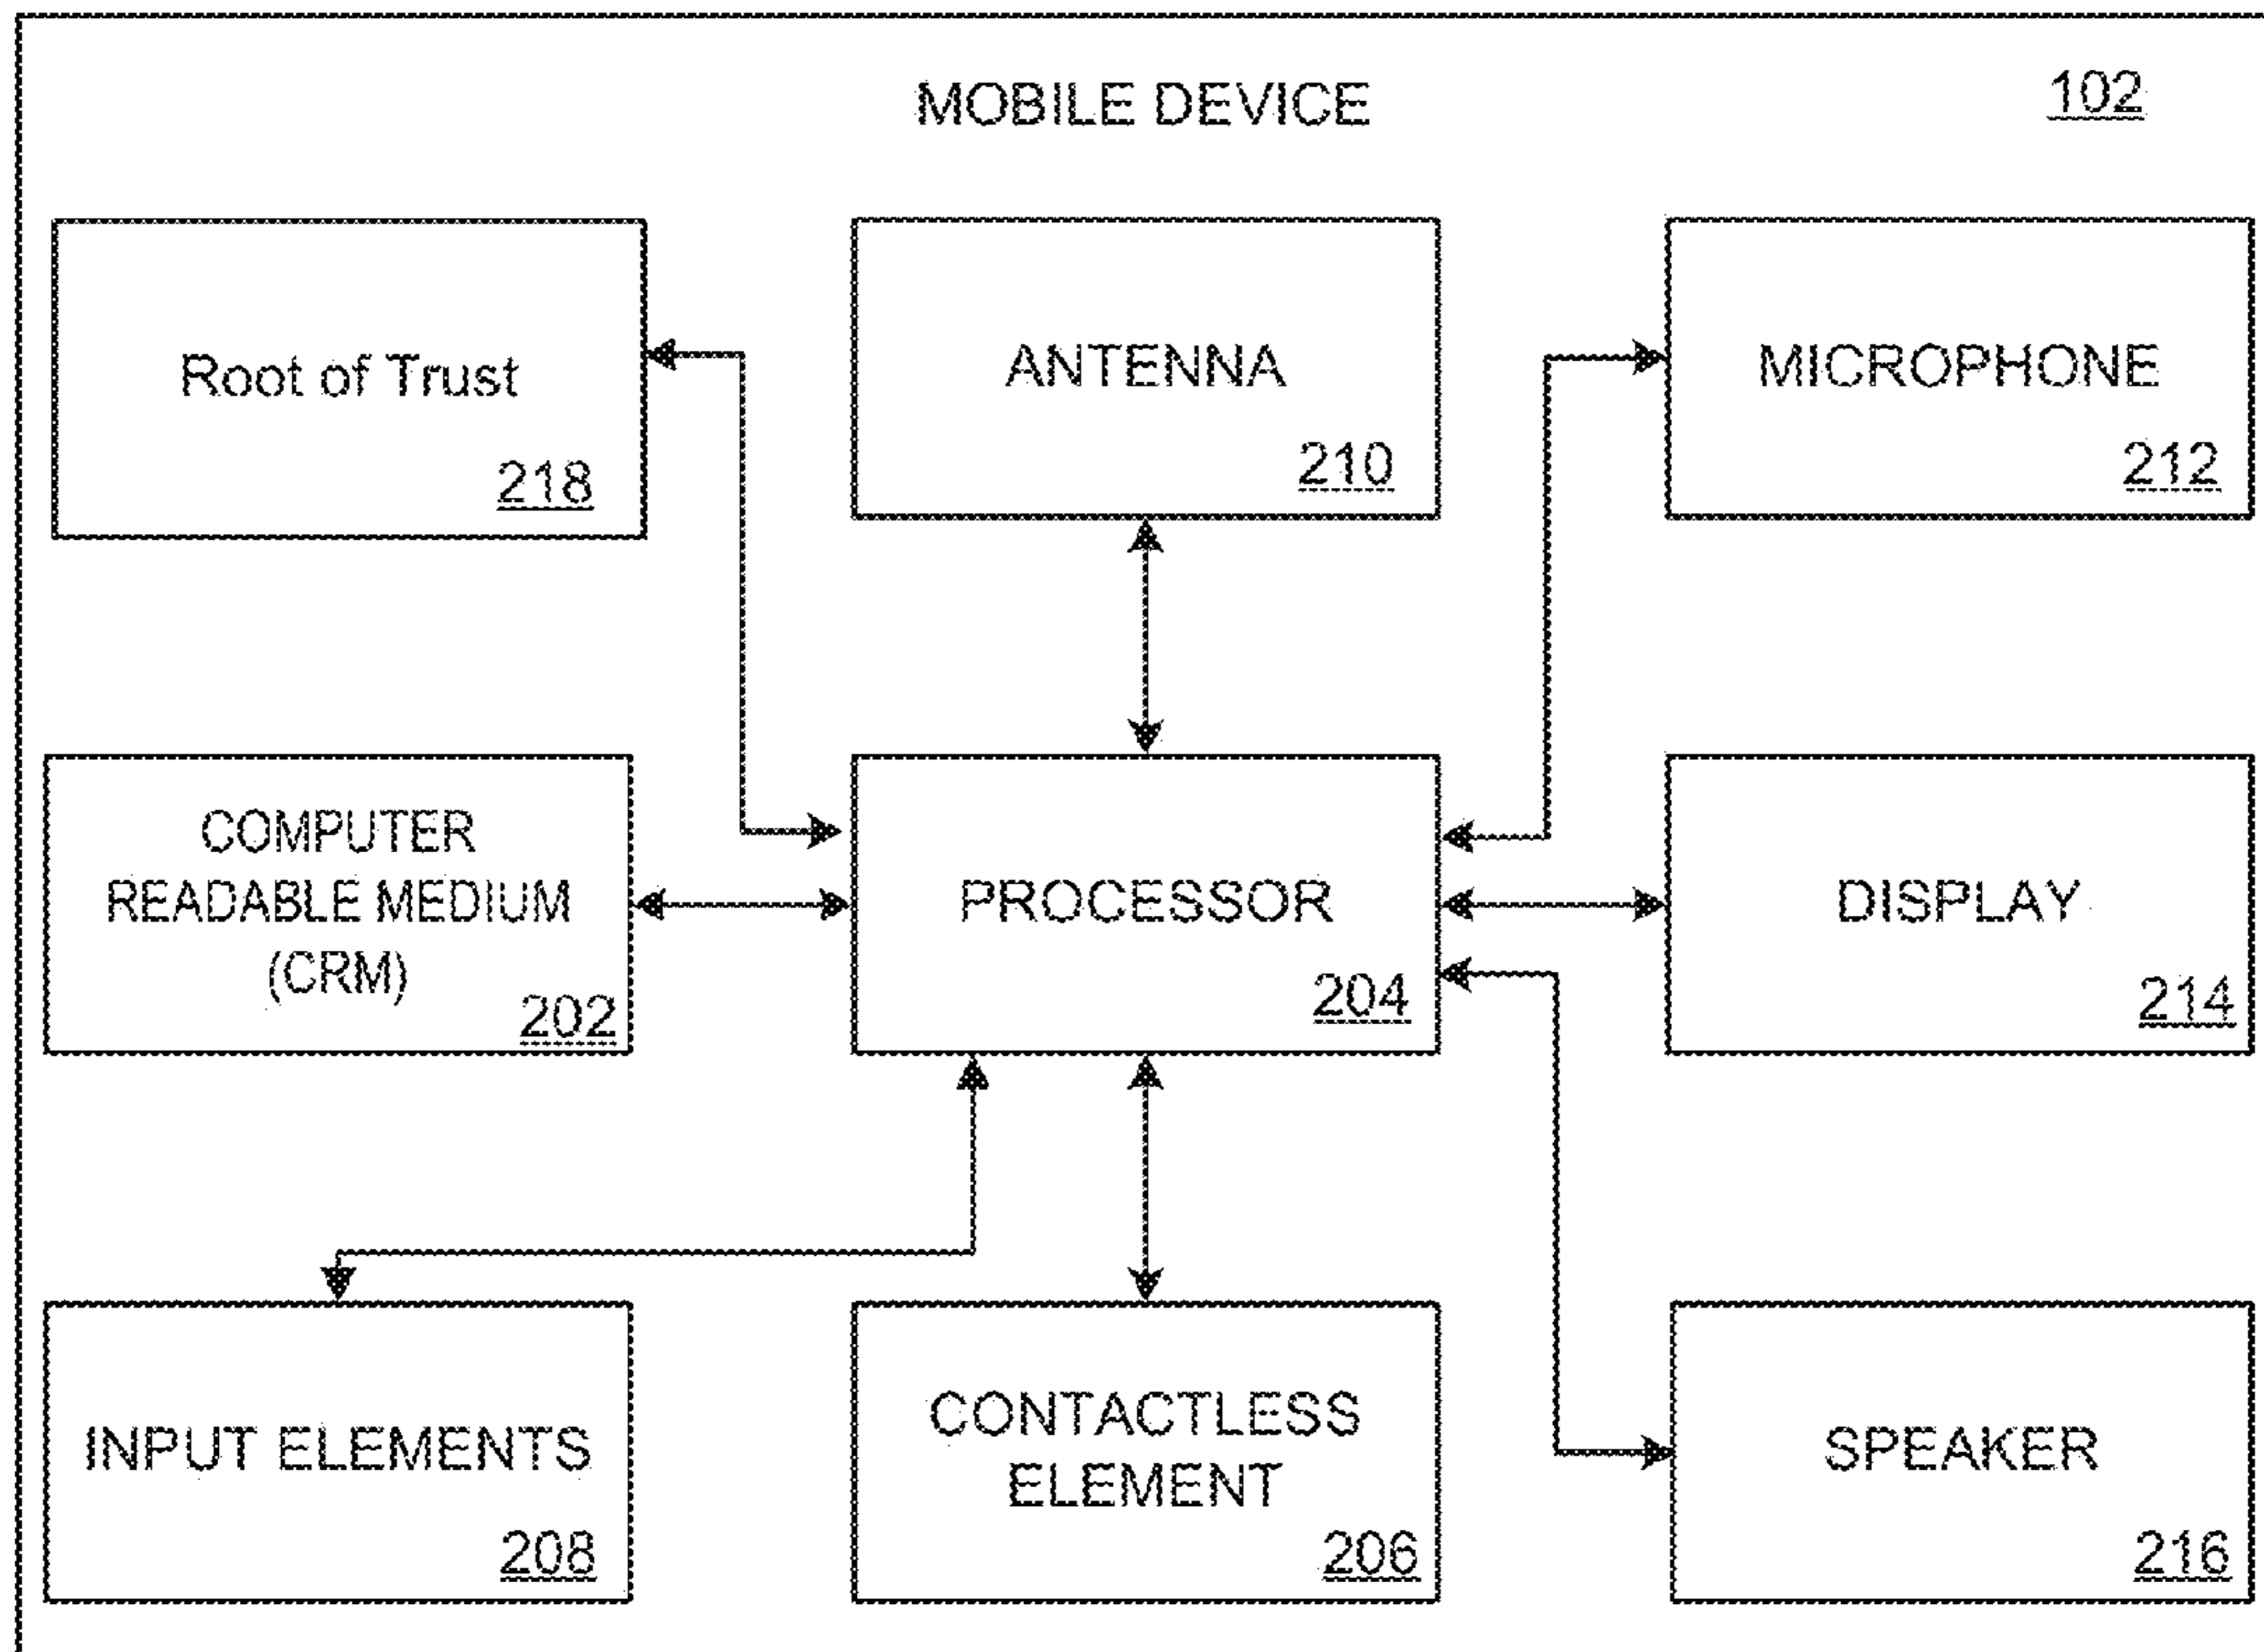 MOBILE DEVICE
102
Root of Trust
218
ANTENNA
210
MICROPHONE
212
COMPUTER
READABLE MEDIUM
(CRM)
202
PROCESSOR
204
DISPLAY
214
INPUT ELEMENTS
208
CONTACTLESS
ELEMENT
206
SPEAKER
216